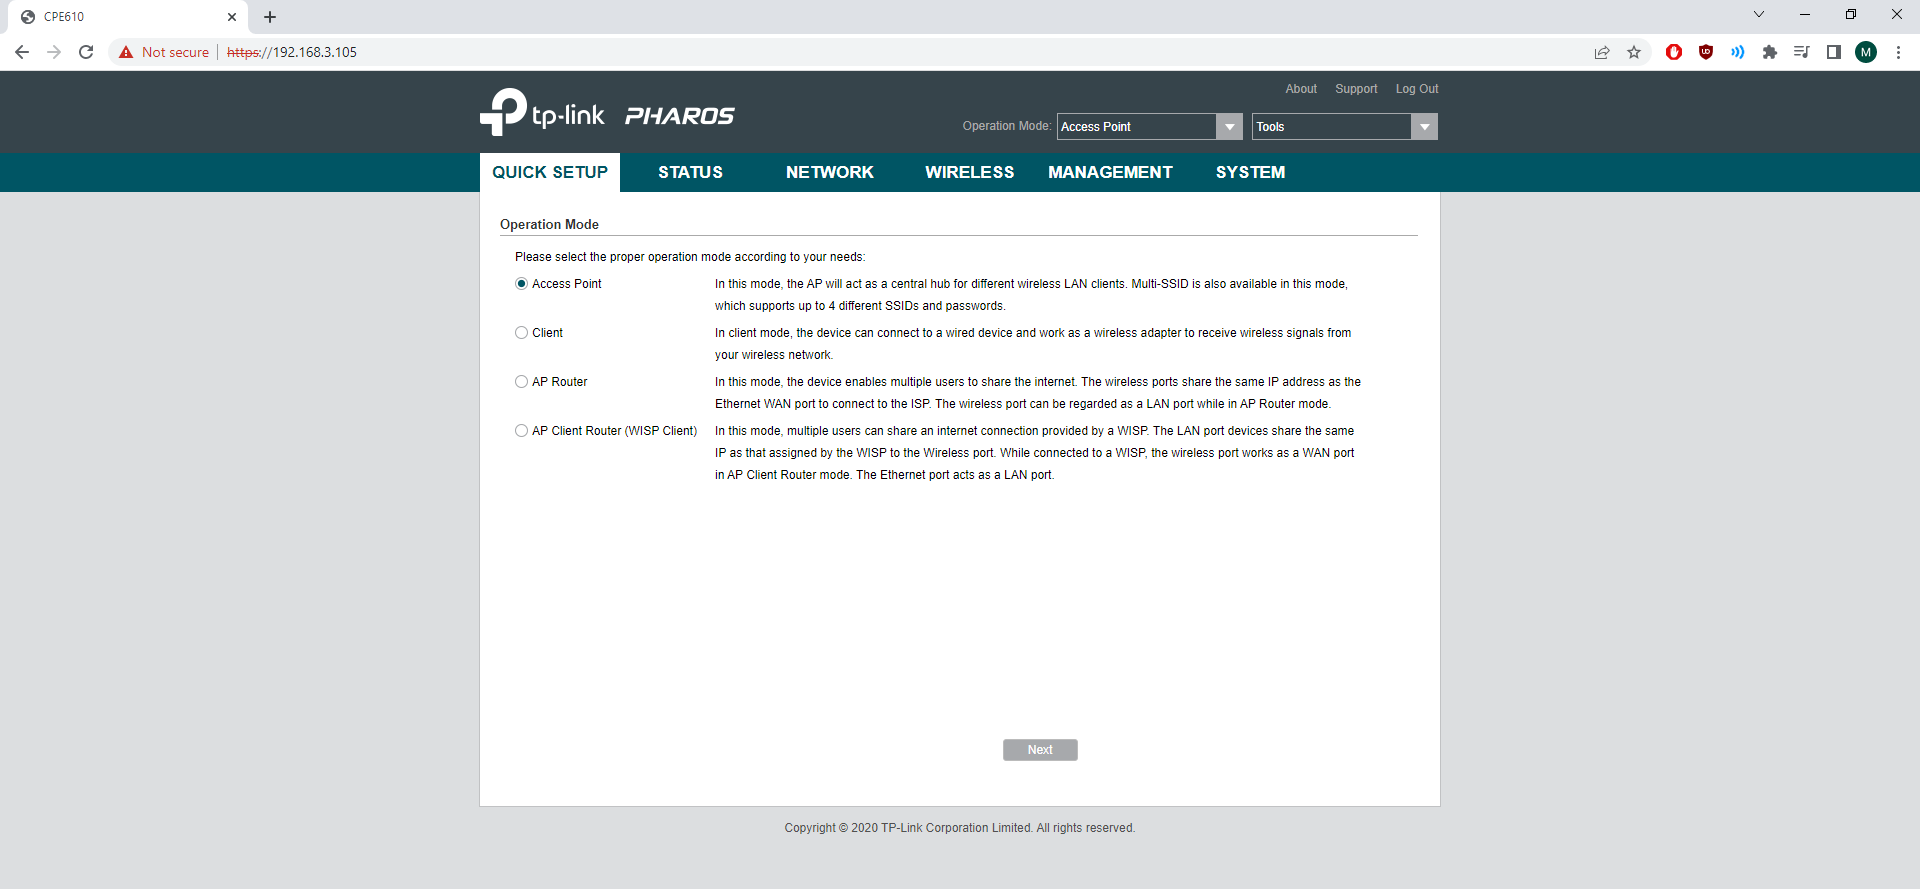 CPE610
Not secure
https://192.168.3.105
M
About Support Log Out
tp-link PHAROS
Operation Mode: Access Point Tools
QUICK SETUP STATUS NETWORK WIRELESS MANAGEMENT SYSTEM
Operation Mode
Please select the proper operation mode according to your needs:
Access Point In this mode, the AP will act as a central hub for different wireless LAN clients. Multi-SSID is also available in this mode,
which supports up to 4 different SSIDs and passwords.
Client In client mode, the device can connect to a wired device and work as a wireless adapter to receive wireless signals from
your wireless network.
AP Router In this mode, the device enables multiple users to share the internet. The wireless ports share the same IP address as the
Ethernet WAN port to connect to the ISP. The wireless port can be regarded as a LAN port while in AP Router mode.
AP Client Router (WISP Client) In this mode, multiple users can share an internet connection provided by a WISP. The LAN port devices share the same
IP as that assigned by the WISP to the Wireless port. While connected to a WISP, the wireless port works as a WAN port
in AP Client Router mode. The Ethernet port acts as a LAN port.
Next
Copyright © 2020 TP-Link Corporation Limited. All rights reserved.